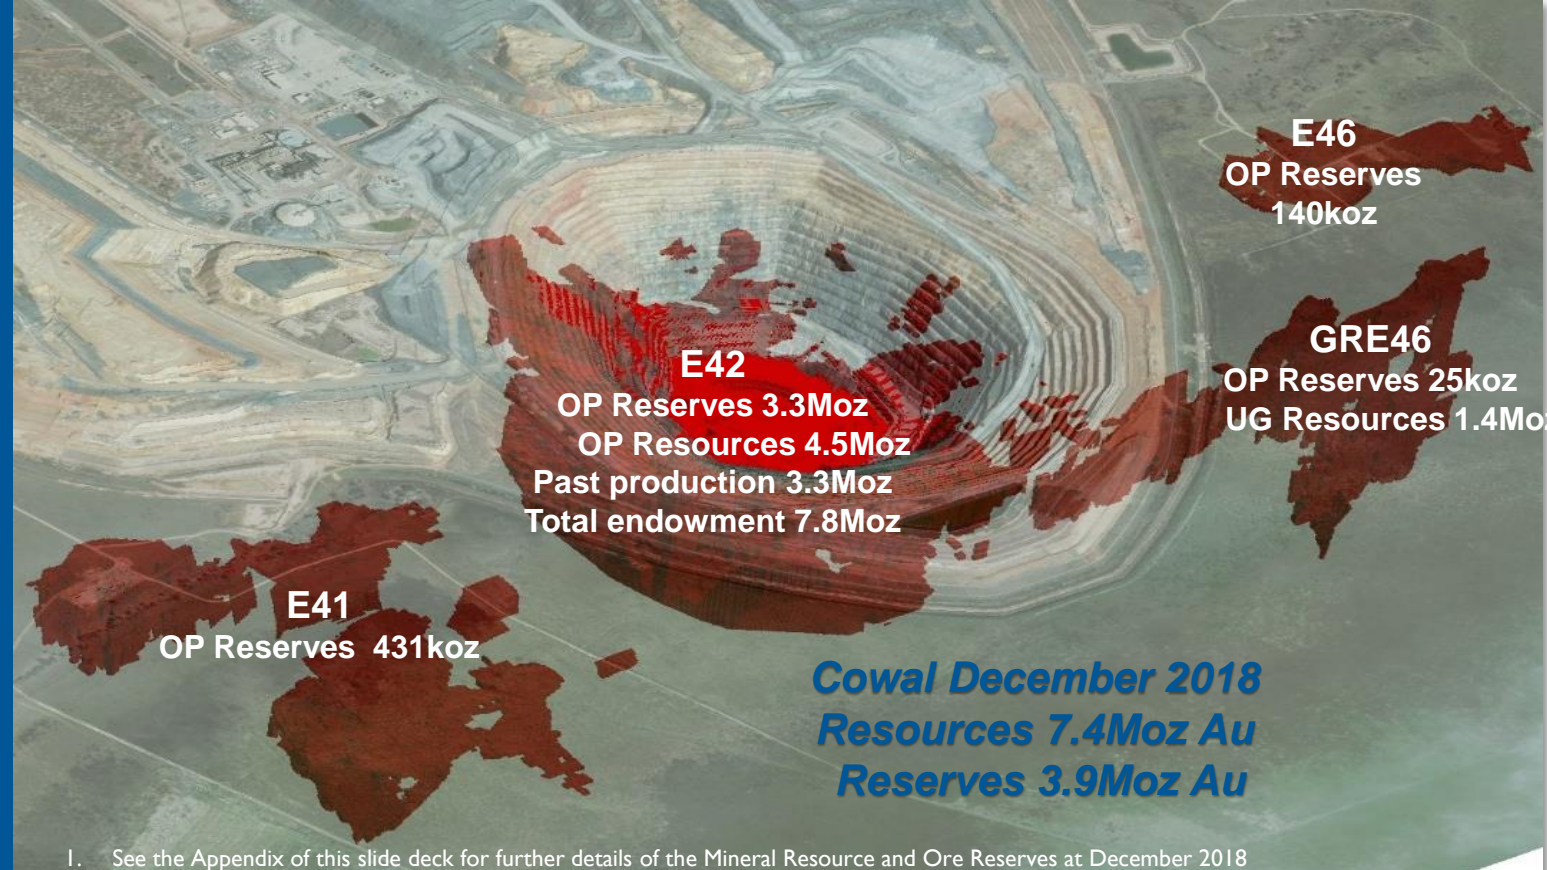 E46
OP Reserves
140koz
GRE46
OP Reserves 25koz
UG Resources 1.4Moz
E42
OP Reserves 3.3Moz
OP Resources 4.5Moz
Past production 3.3Moz
Total endowment 7.8Moz
E41
OP Reserves  431koz
Cowal December 2018
Resources 7.4Moz Au
Reserves 3.9Moz Au
1. See the Appendix of this slide deck for further details of the Mineral Resource and Ore Reserves at December 2018